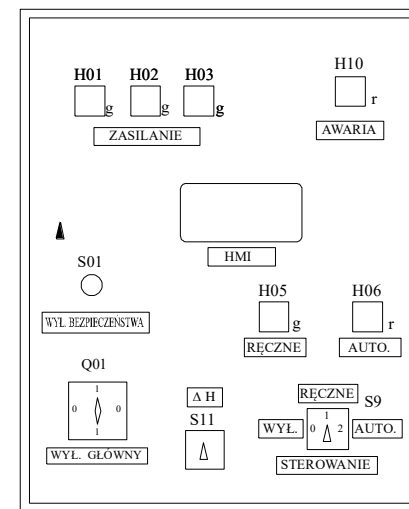 H01 H02 H03
g g g
ZASILANIE
H10
r
AWARIA
HMI
S01
WYŁ. BEZPIECZEŃSTWA
H05 H06
g r
RĘCZNE AUTO.
Q01
1
0 0
1
WYŁ. GŁÓWNY
Δ H
S11
RĘCZNE
S9
WYŁ. 0 1 2 AUTO.
STEROWANIE